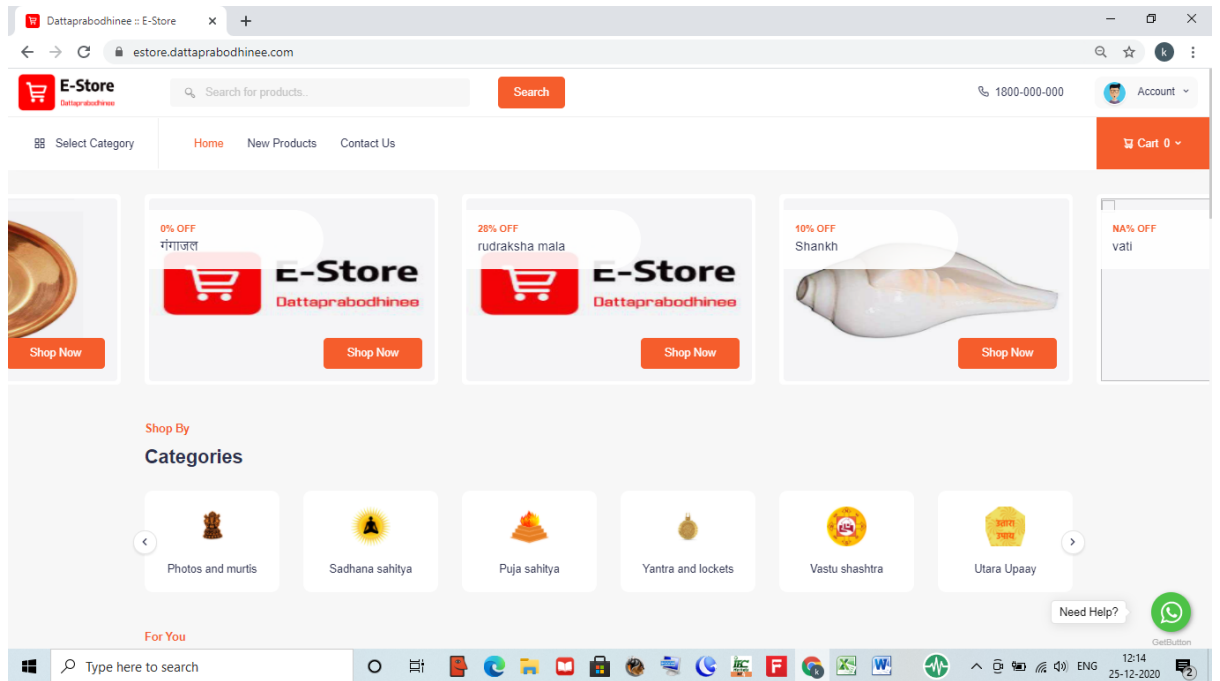 Dattaprabodhinee :: E-Store
estore.dattaprabodhinee.com
k
E-Store
Dattaprabodhinee
Search for products..
Search
1800-000-000
Account
Select Category
Home
New Products
Contact Us
Cart 0
Shop Now
0% OFF
गंगाजल
E-Store
Dattaprabodhinee
Shop Now
28% OFF
rudraksha mala
E-Store
Dattaprabodhinee
Shop Now
10% OFF
Shankh
Shop Now
NA% OFF
vati
Shop By
Categories
Photos and murtis
Sadhana sahitya
Puja sahitya
Yantra and lockets
Vastu shashtra
उतारा
उपाय
Utara Upaay
Need Help?
GetButton
For You
Type here to search
ENG
12:14
25-12-2020
2